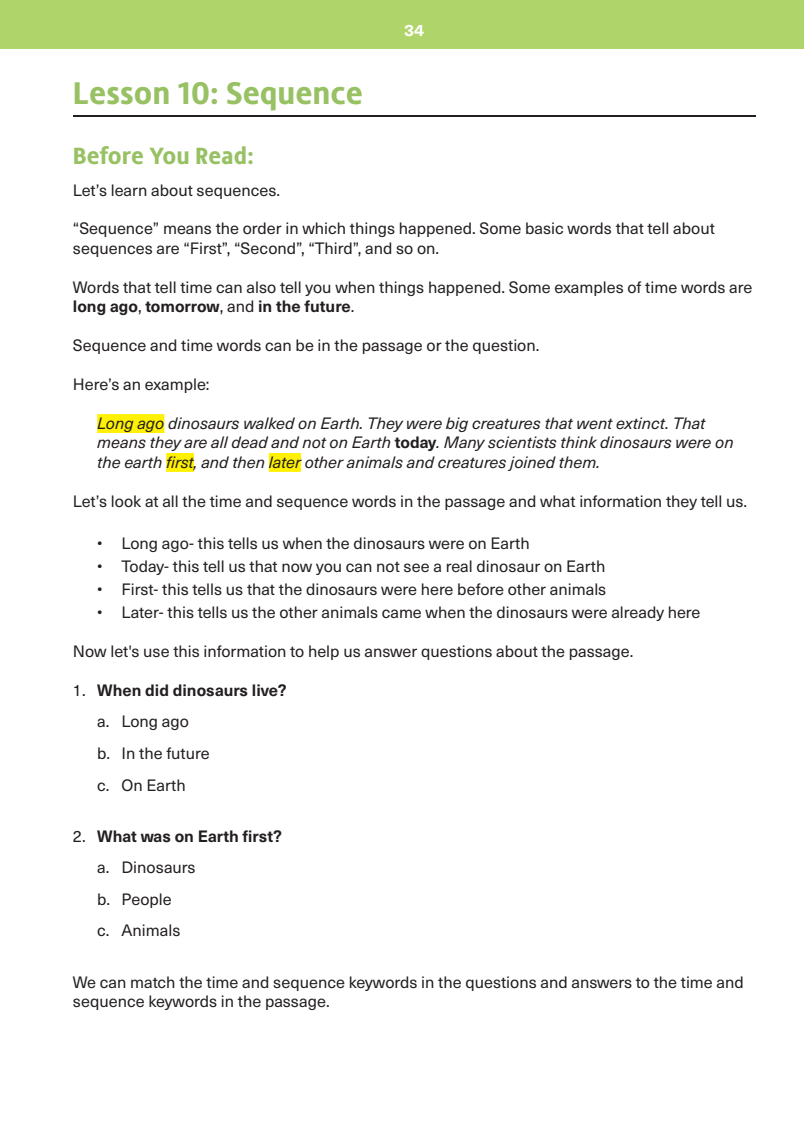 34
Lesson 10: Sequence
Before You Read:
Let’s learn about sequences.
“Sequence” means the order in which things happened. Some basic words that tell about
sequences are “First”, “Second”, “Third”, and so on.
Words that tell time can also tell you when things happened. Some examples of time words are
long ago, tomorrow, and in the future.
Sequence and time words can be in the passage or the question.
Here’s an example:
Long ago dinosaurs walked on Earth. They were big creatures that went extinct. That
means they are all dead and not on Earth today. Many scientists think dinosaurs were on
the earth first, and then later other animals and creatures joined them.
Let’s look at all the time and sequence words in the passage and what information they tell us.
• Long ago- this tells us when the dinosaurs were on Earth
• Today- this tell us that now you can not see a real dinosaur on Earth
• First- this tells us that the dinosaurs were here before other animals
• Later- this tells us the other animals came when the dinosaurs were already here
Now let's use this information to help us answer questions about the passage.
1. When did dinosaurs live?
a. Long ago
b. In the future
c. On Earth
2. What was on Earth first?
a. Dinosaurs
b. People
c. Animals
We can match the time and sequence keywords in the questions and answers to the time and
sequence keywords in the passage.